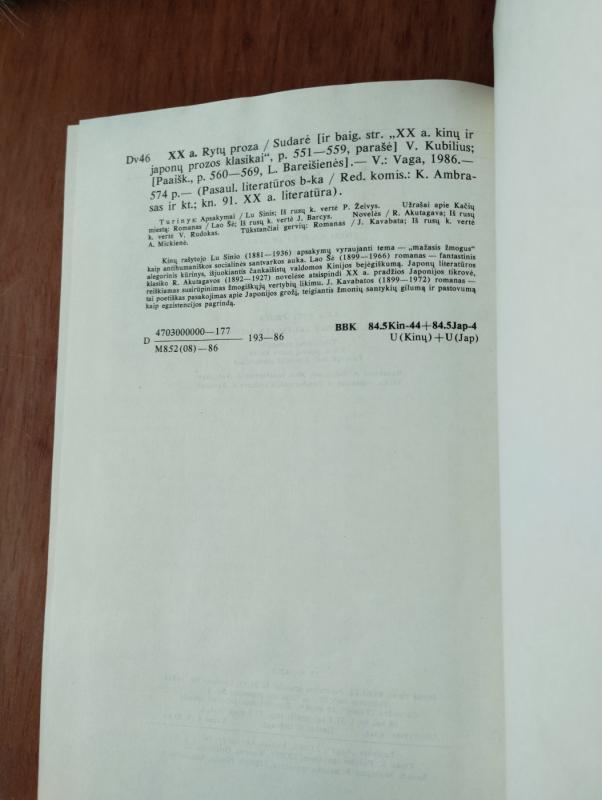 Dv46 XX a. Rytų proza / Sudarė [ir baig. str. „XX a. kinų ir
japonų prozos klasikai“, p. 551—559, parašė] V. Kubilius;
[Paaišk., p. 560—569, L. Bareišienės].— V.: Vaga, 1986.—
574 p.— (Pasaul. literatūros b-ka / Red. komis.: K. Ambra-
sas ir kt.; kn. 91. XX a. literatūra).
Turinys: Apsakymai / Lu Sinis; Iš rusų k. vertė P. Želvys. Užrašai apie Kačių
miestą: Romanas / Lao Šė; Iš rusų k. vertė J. Barcys. Novelės / R. Akutagava; Iš rusų
k. vertė V. Rudokas. Tūkstančiai gervių: Romanas / J. Kavabata; Iš rusų k. vertė
A. Mickienė.
Kinų rašytojo Lu Sinio (1881—1936) apsakymų vyraujanti tema — „mažasis žmogus“
kaip antihumaniškos socialinės santvarkos auka. Lao Šė (1899—1966) romanas — fantastinis
alegorinis kūrinys, išjuokiantis čankaišistų valdomos Kinijos bejėgiškumą. Japonų literatūros
klasiko R. Akutagavos (1892—1927) novelėse atsispindi XX a. pradžios Japonijos tikrovė,
reiškiamas susirūpinimas žmogiškųjų vertybių likimu. J. Kavabatos (1899—1972) romanas —
tai poetiškas pasakojimas apie Japonijos grožį, teigiantis žmonių santykių gilumą ir pastovumą
kaip egzistencijos pagrindą.
D 4703000000—177
M852(08)—86 193—86
BBK 84.5Kin-44+84.5Jap-4
U(Kinų)+U(Jap)